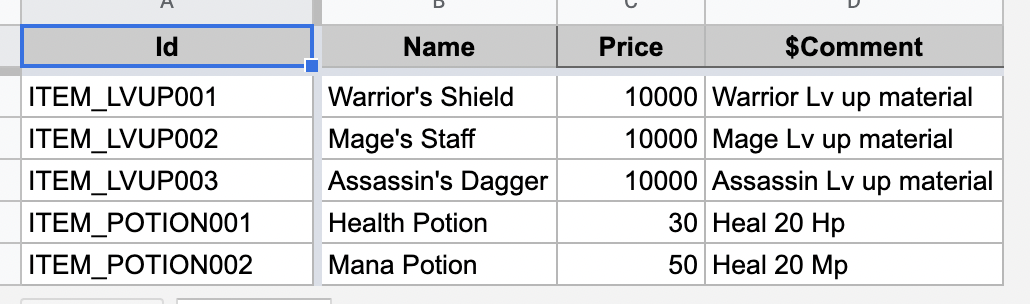 A B C D
Id Name Price $Comment
ITEM_LVUP001 Warrior's Shield 10000 Warrior Lv up material
ITEM_LVUP002 Mage's Staff 10000 Mage Lv up material
ITEM_LVUP003 Assassin's Dagger 10000 Assassin Lv up material
ITEM_POTION001 Health Potion 30 Heal 20 Hp
ITEM_POTION002 Mana Potion 50 Heal 20 Mp